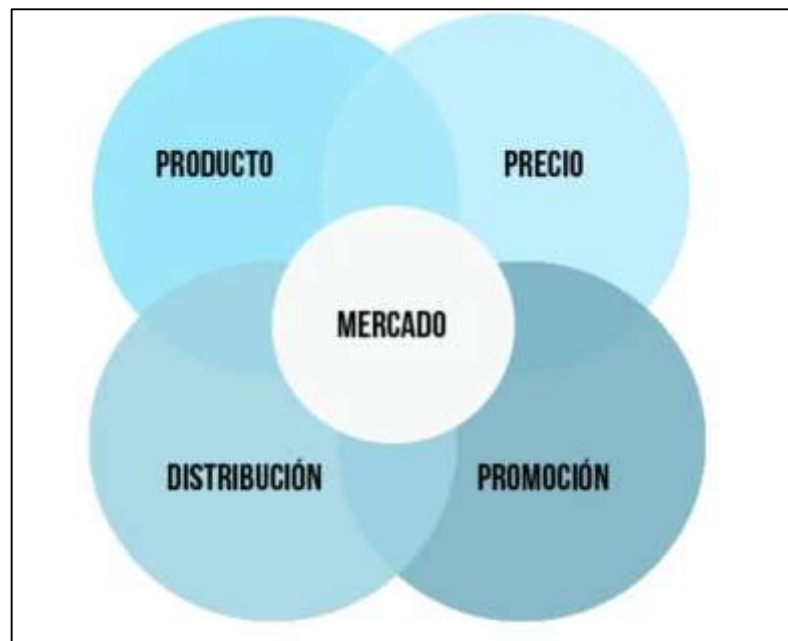 PRODUCTO
PRECIO
MERCADO
DISTRIBUCIÓN
PROMOCIÓN